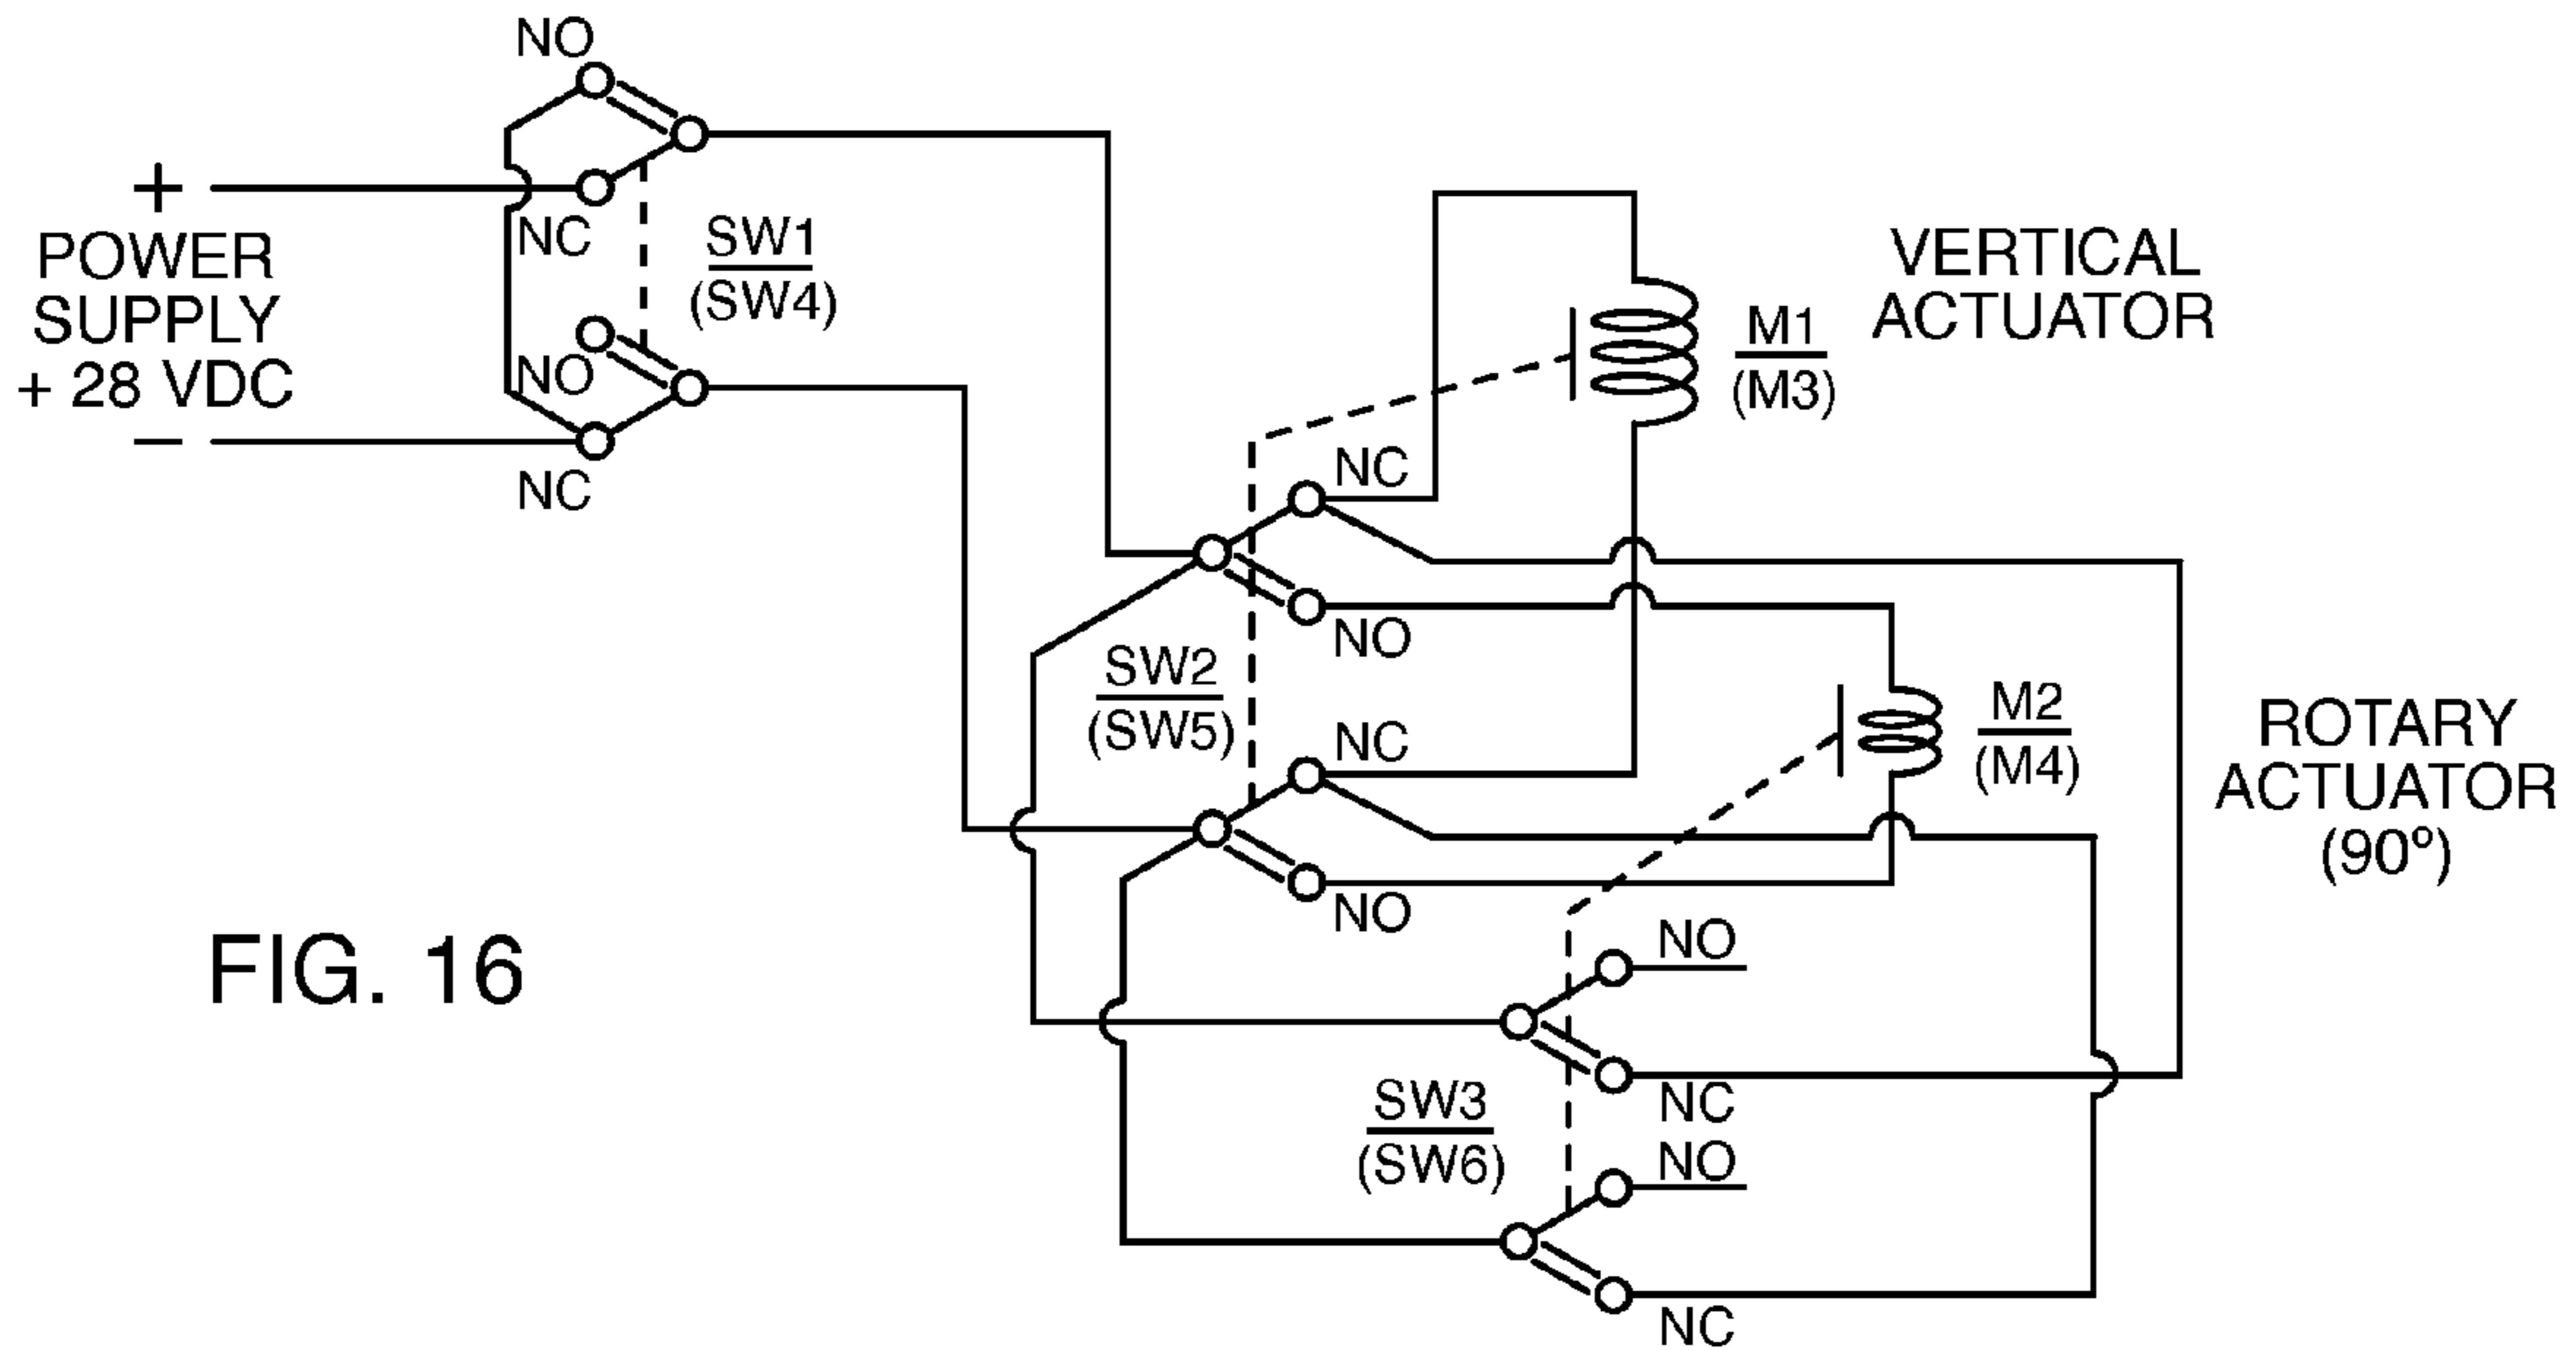 NO
+
NC
POWER
SUPPLY
+ 28 VDC
−
SW1
(SW4)
NO
NC
VERTICAL
ACTUATOR
M1
(M3)
NC
NO
SW2
(SW5)
NC
NO
M2
(M4)
ROTARY
ACTUATOR
(90º)
FIG. 16
NO
NC
SW3
(SW6)
NO
NC